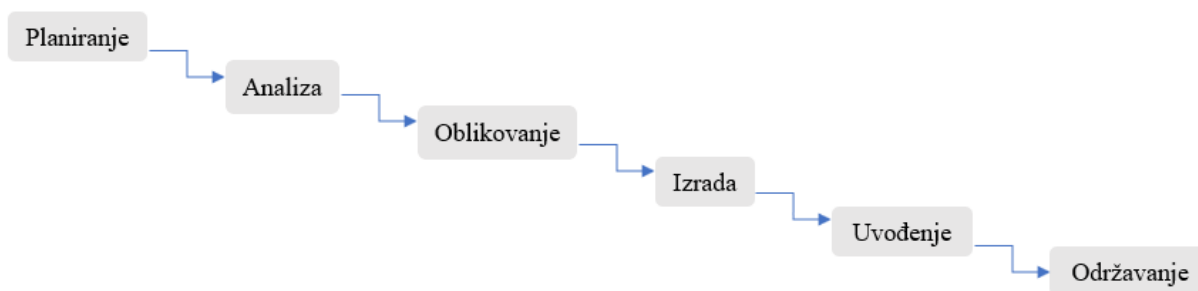 Planiranje
Analiza
Oblikovanje
Izrada
Uvođenje
Održavanje